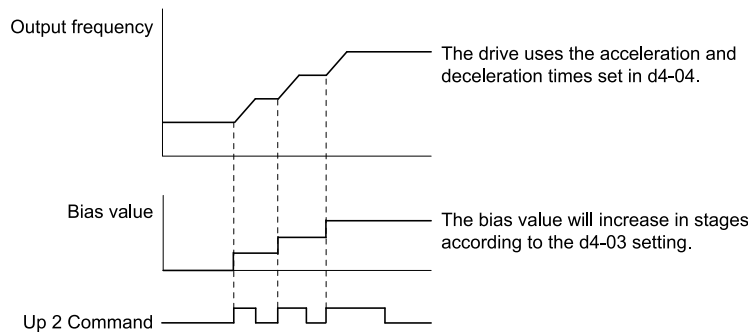 Output frequency
The drive uses the acceleration and
deceleration times set in d4-04.
Bias value
The bias value will increase in stages
according to the d4-03 setting.
Up 2 Command